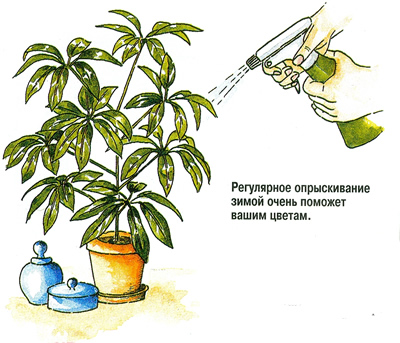 Регулярное опрыскивание
зимой очень поможет
вашим цветам.